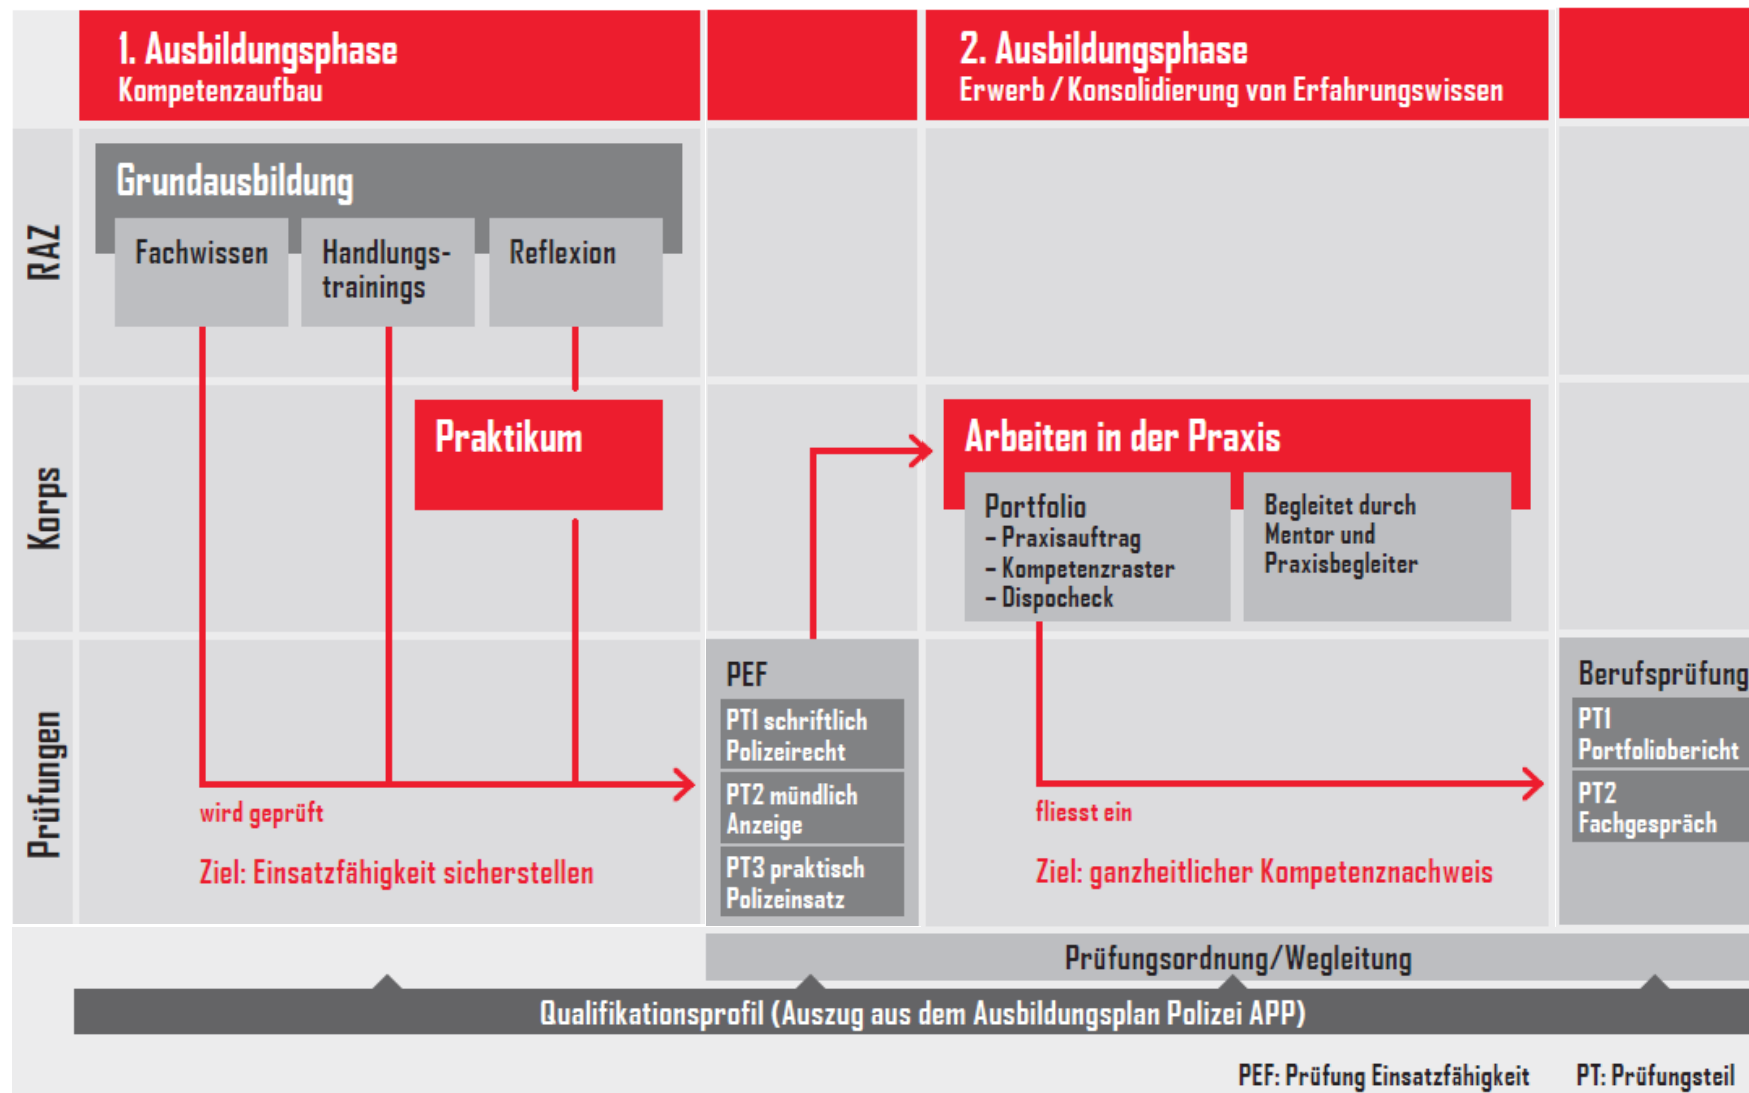 1. Ausbildungsphase
Kompetenzaufbau
2. Ausbildungsphase
Erwerb / Konsolidierung von Erfahrungswissen
RAZ
Grundausbildung
Fachwissen
Handlungs-
trainings
Reflexion
Korps
Praktikum
Arbeiten in der Praxis
Portfolio
– Praxisauftrag
– Kompetenzraster
– Dispocheck
Begleitet durch
Mentor und
Praxisbegleiter
Prüfungen
wird geprüft
Ziel: Einsatzfähigkeit sicherstellen
PEF
PT1 schriftlich
Polizeirecht
PT2 mündlich
Anzeige
PT3 praktisch
Polizeinsatz
fliesst ein
Ziel: ganzheitlicher Kompetenznachweis
Berufsprüfung
PT1
Portfoliobericht
PT2
Fachgespräch
Prüfungsordnung/Wegleitung
Qualifikationsprofil (Auszug aus dem Ausbildungsplan Polizei APP)
PEF: Prüfung Einsatzfähigkeit
PT: Prüfungsteil